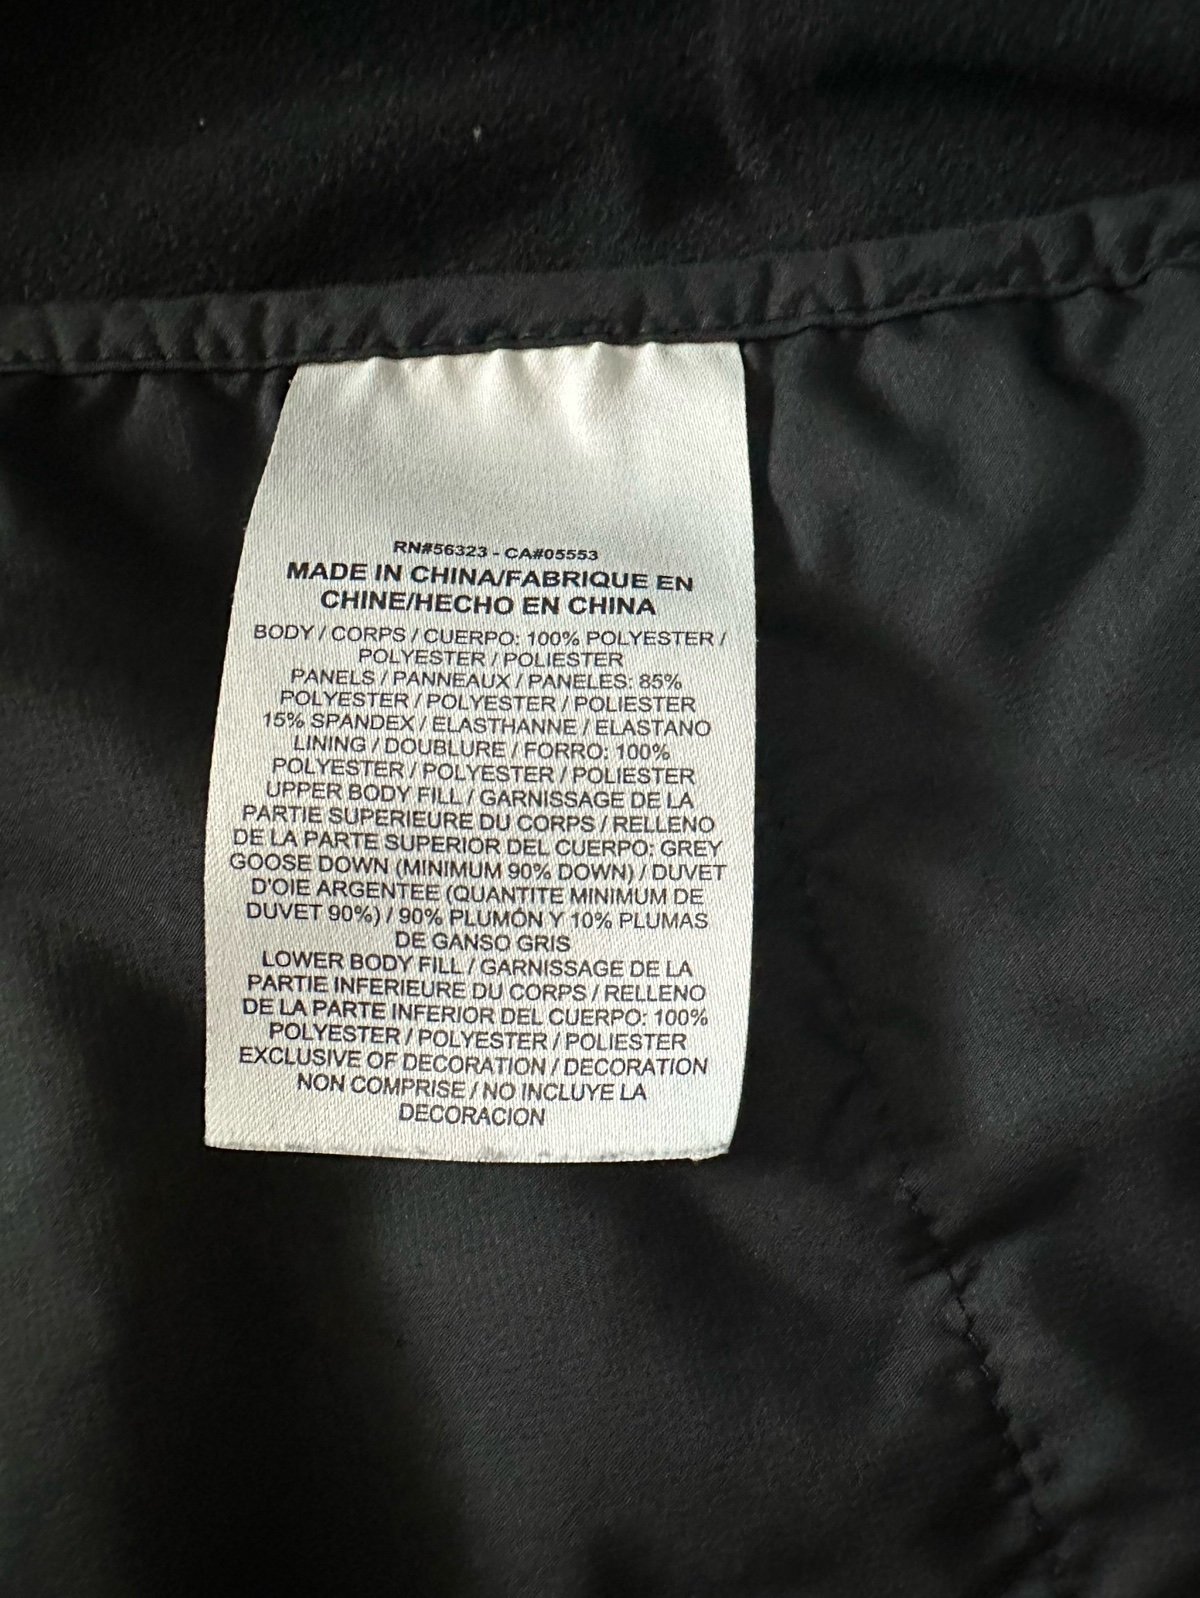 RN#56323 - CA#05553
MADE IN CHINA/FABRIQUE EN
CHINE/HECHO EN CHINA
BODY / CORPS / CUERPO: 100% POLYESTER /
POLYESTER / POLIESTER
PANELS / PANNEAUX / PANELES: 85%
POLYESTER / POLYESTER / POLIESTER
15% SPANDEX / ELASTHANNE / ELASTANO
LINING / DOUBLURE / FORRO: 100%
POLYESTER / POLYESTER / POLIESTER
UPPER BODY FILL / GARNISSAGE DE LA
PARTIE SUPERIEURE DU CORPS / RELLENO
DE LA PARTE SUPERIOR DEL CUERPO: GREY
GOOSE DOWN (MINIMUM 90% DOWN) / DUVET
D'OIE ARGENTEE (QUANTITE MINIMUM DE
DUVET 90%) / 90% PLUMÓN Y 10% PLUMAS
DE GANSO GRIS
LOWER BODY FILL / GARNISSAGE DE LA
PARTIE INFERIEURE DU CORPS / RELLENO
DE LA PARTE INFERIOR DEL CUERPO: 100%
POLYESTER / POLYESTER / POLIESTER
EXCLUSIVE OF DECORATION / DECORATION
NON COMPRISE / NO INCLUYE LA
DECORACION